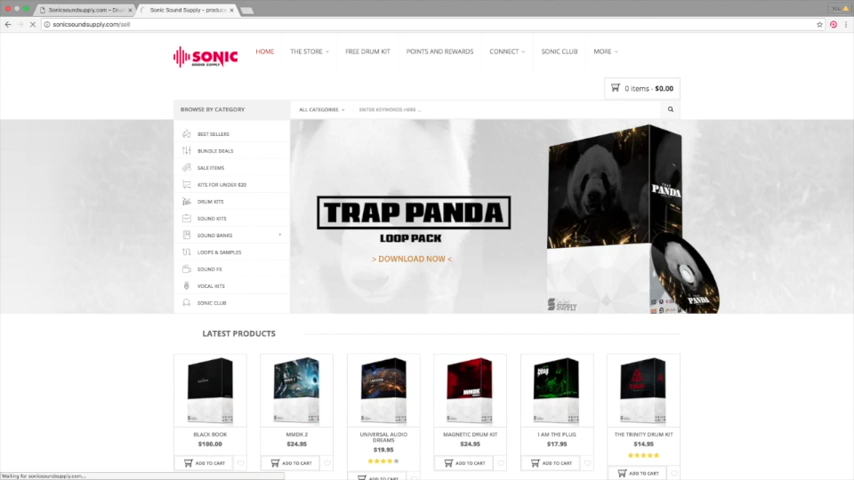 Sonicsoundsupply.com – Drum
Sonic Sound Supply – produce
sonicsoundsupply.com/sell
SONIC
SOUND SUPPLY
HOME
THE STORE
FREE DRUM KIT
POINTS AND REWARDS
CONNECT
SONIC CLUB
MORE
0 items - $0.00
BROWSE BY CATEGORY
ALL CATEGORIES
ENTER KEYWORDS HERE ...
BEST SELLERS
BUNDLE DEALS
SALE ITEMS
KITS FOR UNDER $20
DRUM KITS
SOUND KITS
SOUND BANKS
LOOPS & SAMPLES
SOUND FX
VOCAL KITS
SONIC CLUB
TRAP PANDA
LOOP PACK
> DOWNLOAD NOW <
PANDA
SUPPLY
PANDA
LATEST PRODUCTS
BLACK BOOK
$100.00
ADD TO CART
MMDK 2
$24.95
ADD TO CART
UNIVERSAL AUDIO
DREAMS
$19.95
ADD TO CART
MAGNETIC DRUM KIT
$24.95
ADD TO CART
I AM THE PLUG
$17.95
ADD TO CART
THE TRINITY DRUM KIT
$14.95
ADD TO CART
Waiting for sonicsoundsupply.com...